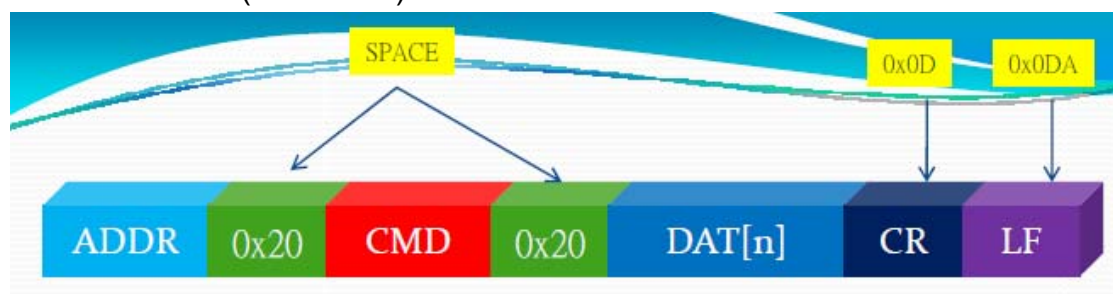 SPACE
0x0D 0x0DA
ADDR 0x20 CMD 0x20 DAT[n] CR LF